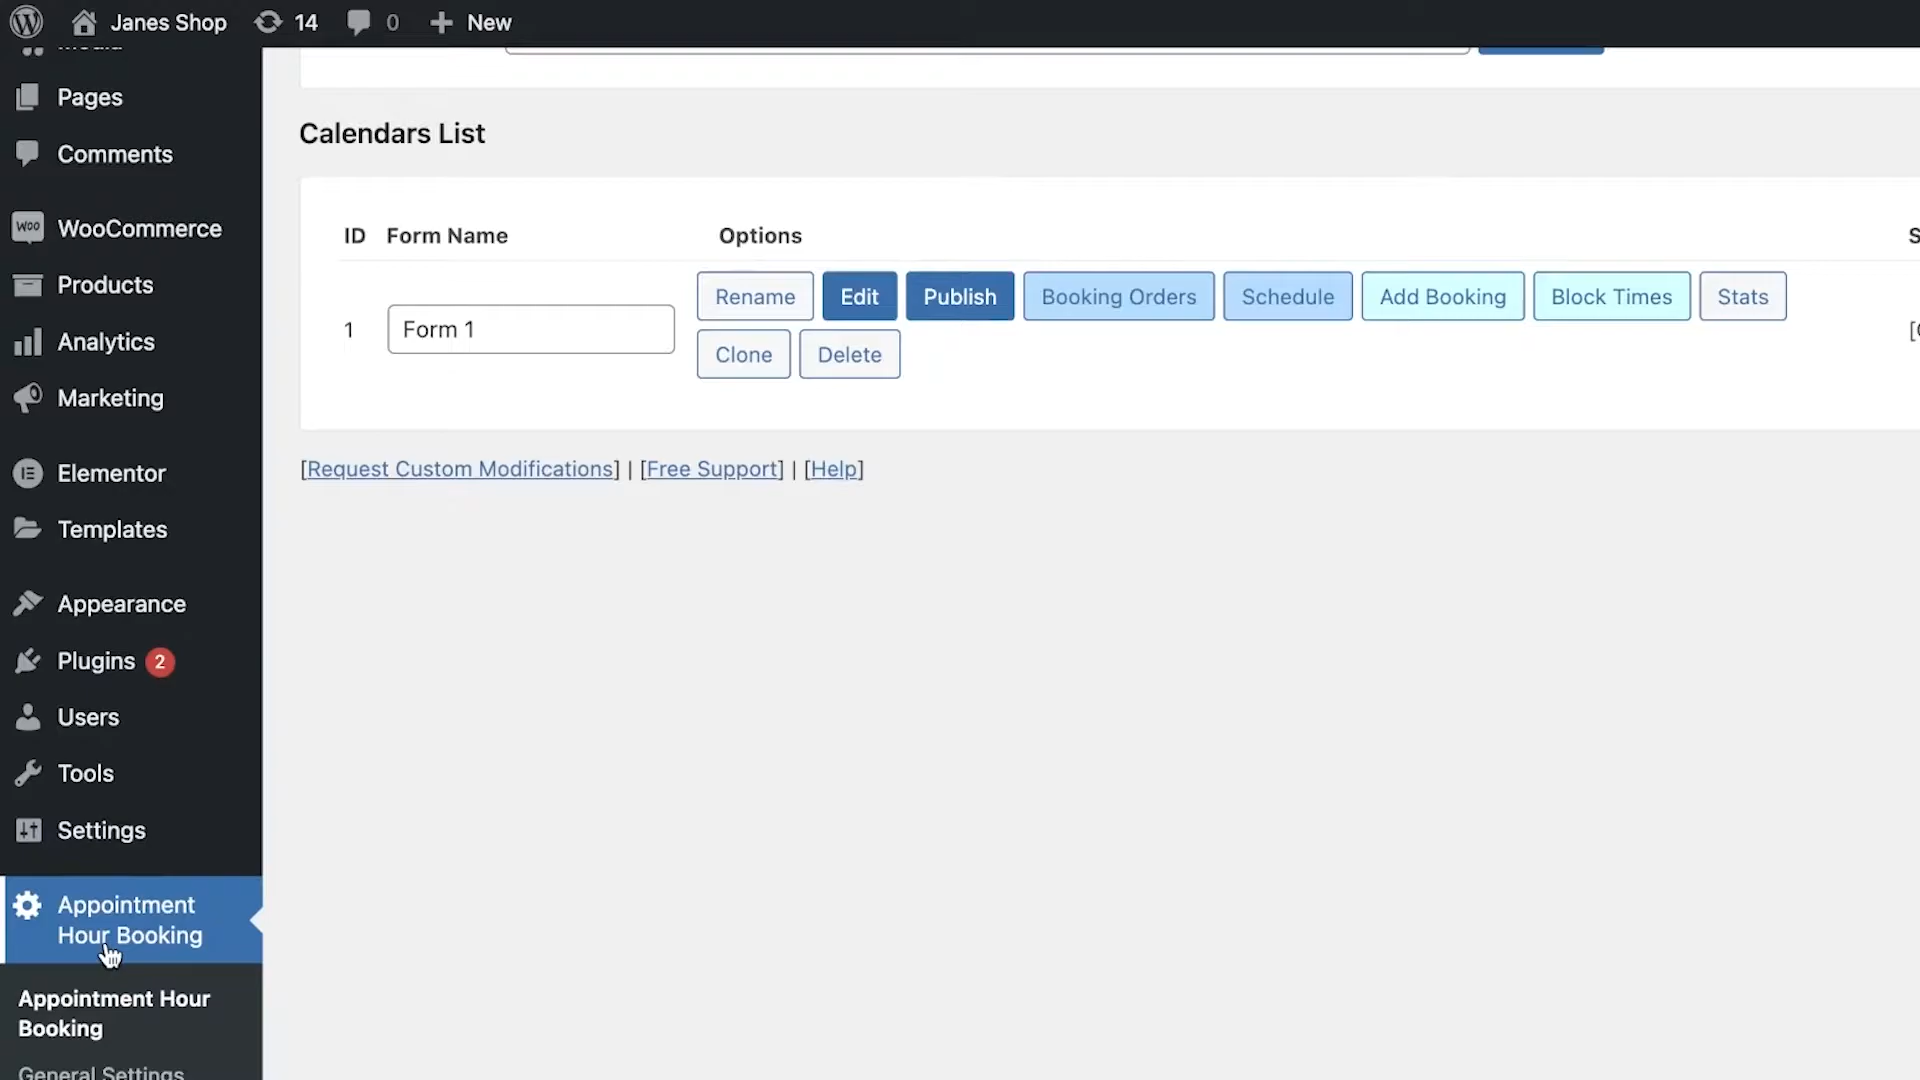 Janes Shop 14 0 New
Media
Pages
Comments
WooCommerce
Products
Analytics
Marketing
Elementor
Templates
Appearance
Plugins 2
Users
Tools
Settings
Appointment
Hour Booking
Appointment Hour
Booking
General Settings
Calendars List
ID Form Name Options
1 Form 1 Rename Edit Publish Booking Orders Schedule Add Booking Block Times Stats
Clone Delete
[Request Custom Modifications] | [Free Support] | [Help]